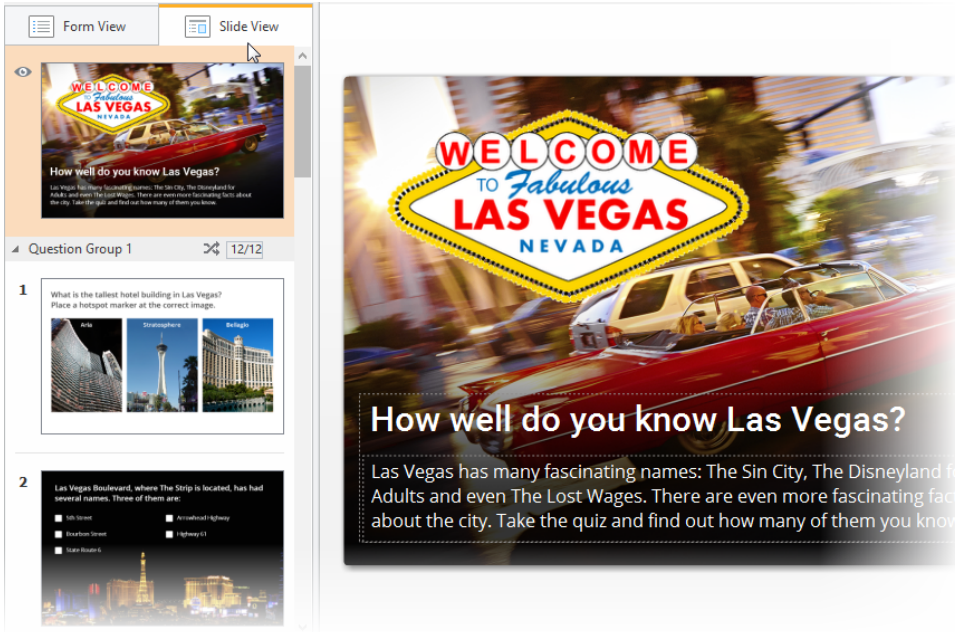 Form View
Slide View
WELCOME
TO Fabulous
LAS VEGAS
NEVADA
How well do you know Las Vegas?
Las Vegas has many fascinating names: The Sin City, The Disneyland for
Adults and even The Lost Wages. There are even more fascinating facts about
the city. Take the quiz and find out how many of them you know.
Question Group 1
12/12
1
What is the tallest hotel building in Las Vegas?
Place a hotspot marker at the correct image.
Aria
Stratosphere
Bellagio
2
Las Vegas Boulevard, where The Strip is located, has had
several names. Three of them are:
5th Street
Arrowhead Highway
Bourbon Street
Highway 61
State Route 6
WELCOME
TO Fabulous
LAS VEGAS
NEVADA
How well do you know Las Vegas?
Las Vegas has many fascinating names: The Sin City, The Disneyland f
Adults and even The Lost Wages. There are even more fascinating fac
about the city. Take the quiz and find out how many of them you know